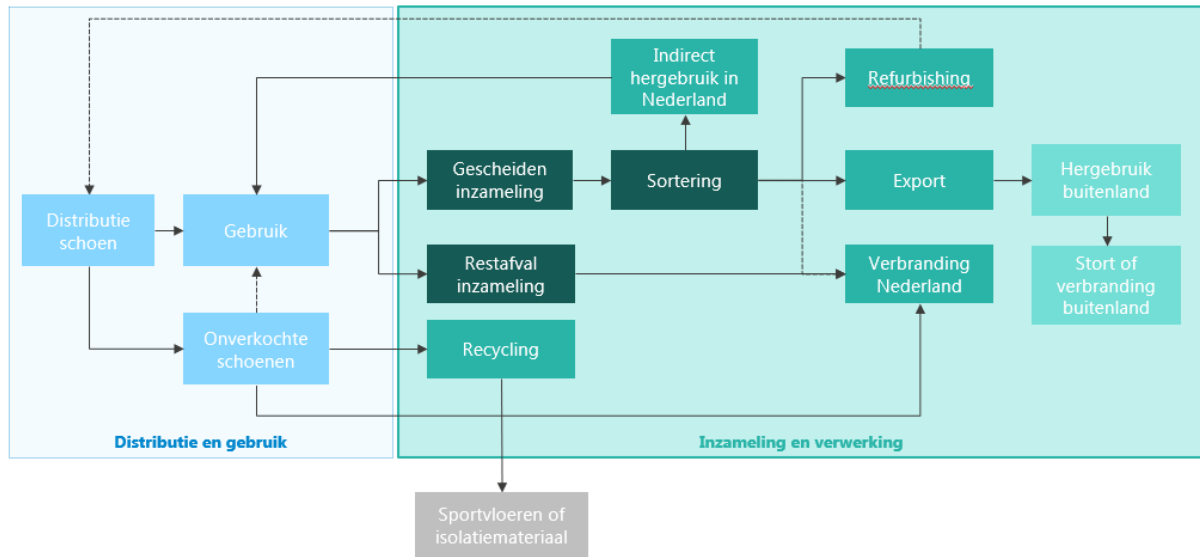 Indirect
hergebruik in
Nederland
Refurbishing
Gescheiden
inzameling
Sortering
Export
Hergebruik
buitenland
Distributie
schoen
Gebruik
Restafval
inzameling
Verbranding
Nederland
Stort of
verbranding
buitenland
Onverkochte
schoenen
Recycling
Distributie en gebruik
Inzameling en verwerking
Sportvloeren of
isolatiemateriaal